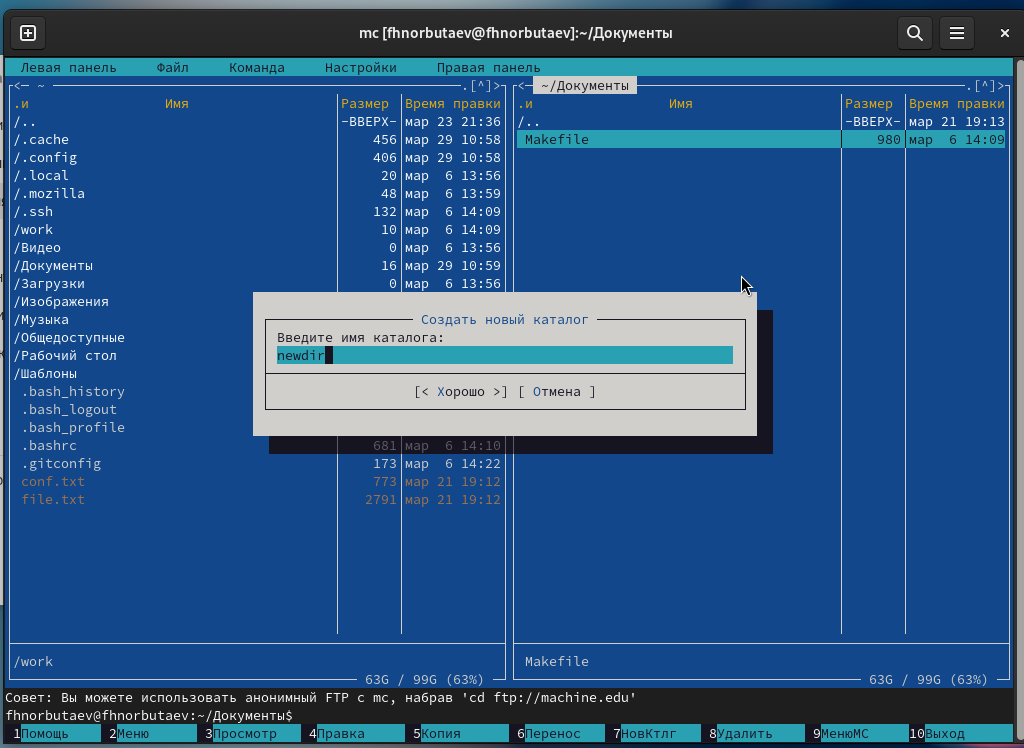 mc [fhnorbutaev@fhnorbutaev]:~/Документы
Левая панель Файл Команда Настройки Правая панель
<─ ~ .[^]>
.и Имя Размер Время правки
/.. -ВВЕРХ- мар 23 21:36
/.cache 456 мар 29 10:58
/.config 406 мар 29 10:58
/.local 20 мар 6 13:56
/.mozilla 48 мар 6 13:59
/.ssh 132 мар 6 14:09
/work 10 мар 6 14:09
/Видео 0 мар 6 13:56
/Документы 16 мар 29 10:59
/Загрузки 0 мар 6 13:56
/Изображения
/Музыка
/Общедоступные
/Рабочий стол
/Шаблоны
.bash_history
.bash_logout
.bash_profile
.bashrc 681 мар 6 14:10
.gitconfig 173 мар 6 14:22
conf.txt 773 мар 21 19:12
file.txt 2791 мар 21 19:12
/work
63G / 99G (63%)
<─ ~/Документы .[^]>
.и Имя Размер Время правки
/.. -ВВЕРХ- мар 21 19:13
Makefile 980 мар 6 14:09
Makefile
63G / 99G (63%)
Создать новый каталог
Введите имя каталога:
newdir
[< Хорошо >] [ Отмена ]
Совет: Вы можете использовать анонимный FTP с mc, набрав 'cd ftp://machine.edu'
fhnorbutaev@fhnorbutaev:~/Документы$
1Помощь 2Меню 3Просмотр 4Правка 5Копия 6Перенос 7НовКтлг 8Удалить 9МенюМС 10Выход